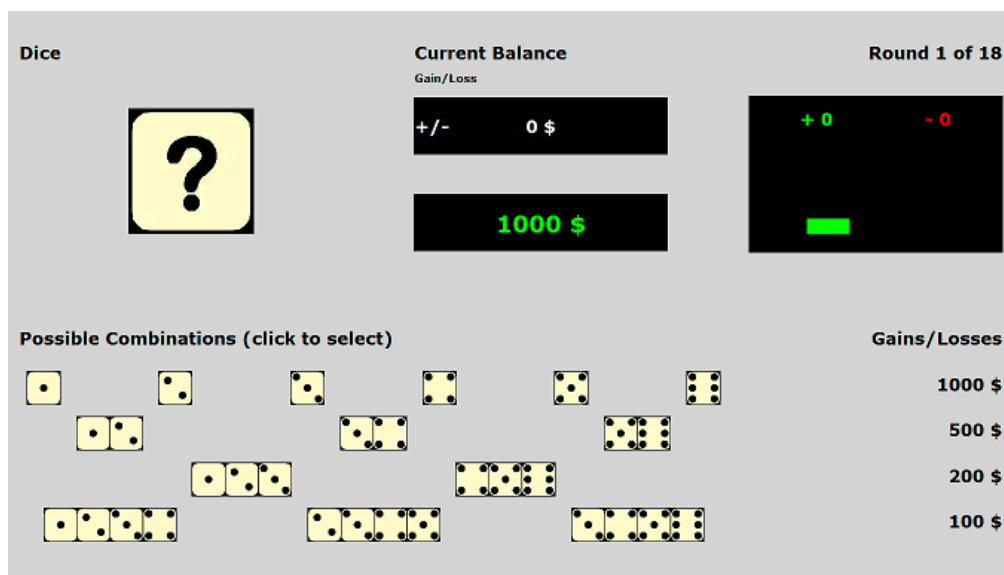 Dice
Current Balance
Round 1 of 18
Gain/Loss
+/- 0 $
+ 0 - 0
?
1000 $
Possible Combinations (click to select)
Gains/Losses
1000 $
500 $
200 $
100 $